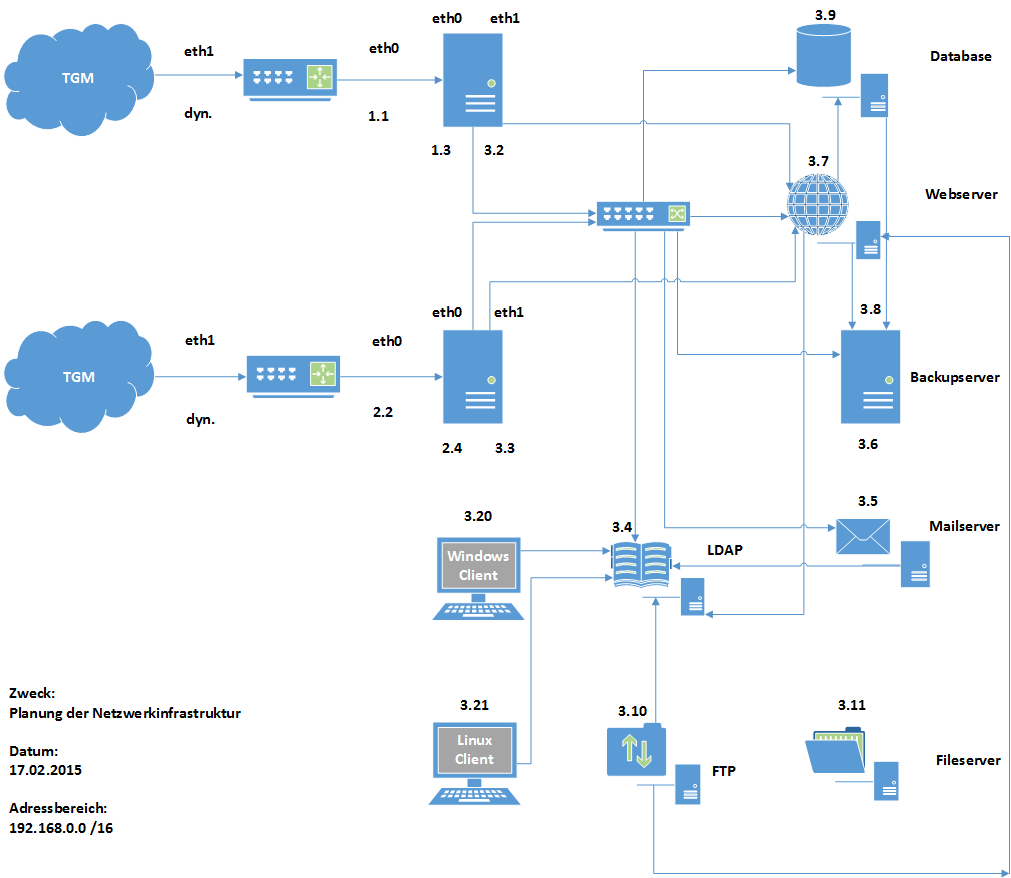 eth0 eth1
3.9
eth1
eth0
Database
TGM
dyn.
1.1
1.3 3.2
3.7
Webserver
eth0 eth1
3.8
eth1
eth0
TGM
Backupserver
dyn.
2.2
2.4 3.3
3.6
3.5
3.20
3.4
Mailserver
Windows
Client
LDAP
Zweck:
Planung der Netzwerkinfrastruktur
3.21
3.10
3.11
Linux
Client
Datum:
17.02.2015
FTP
Fileserver
Adressbereich:
192.168.0.0 /16